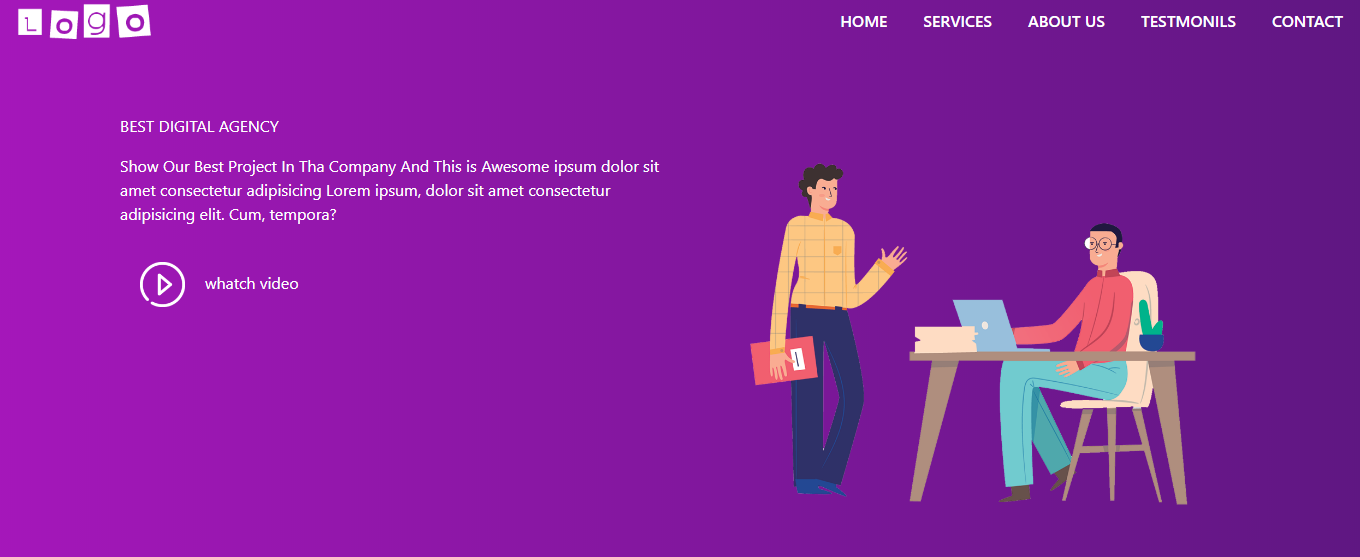 Logo
HOME SERVICES ABOUT US TESTMONILS CONTACT
BEST DIGITAL AGENCY
Show Our Best Project In Tha Company And This is Awesome ipsum dolor sit
amet consectetur adipisicing Lorem ipsum, dolor sit amet consectetur
adipisicing elit. Cum, tempora?
whatch video